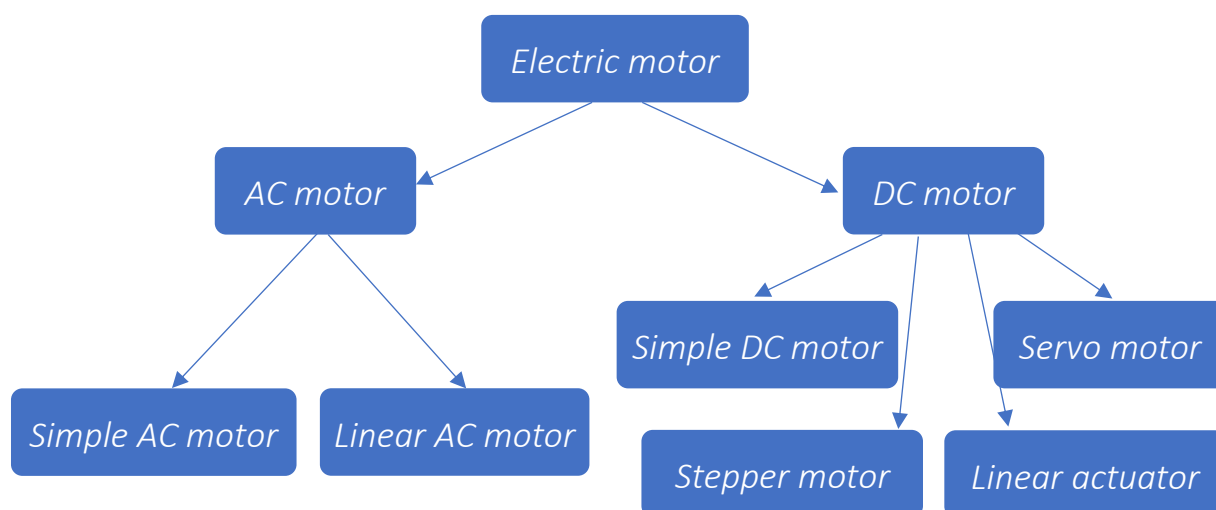 Electric motor
AC motor
DC motor
Simple DC motor
Servo motor
Simple AC motor
Linear AC motor
Stepper motor
Linear actuator